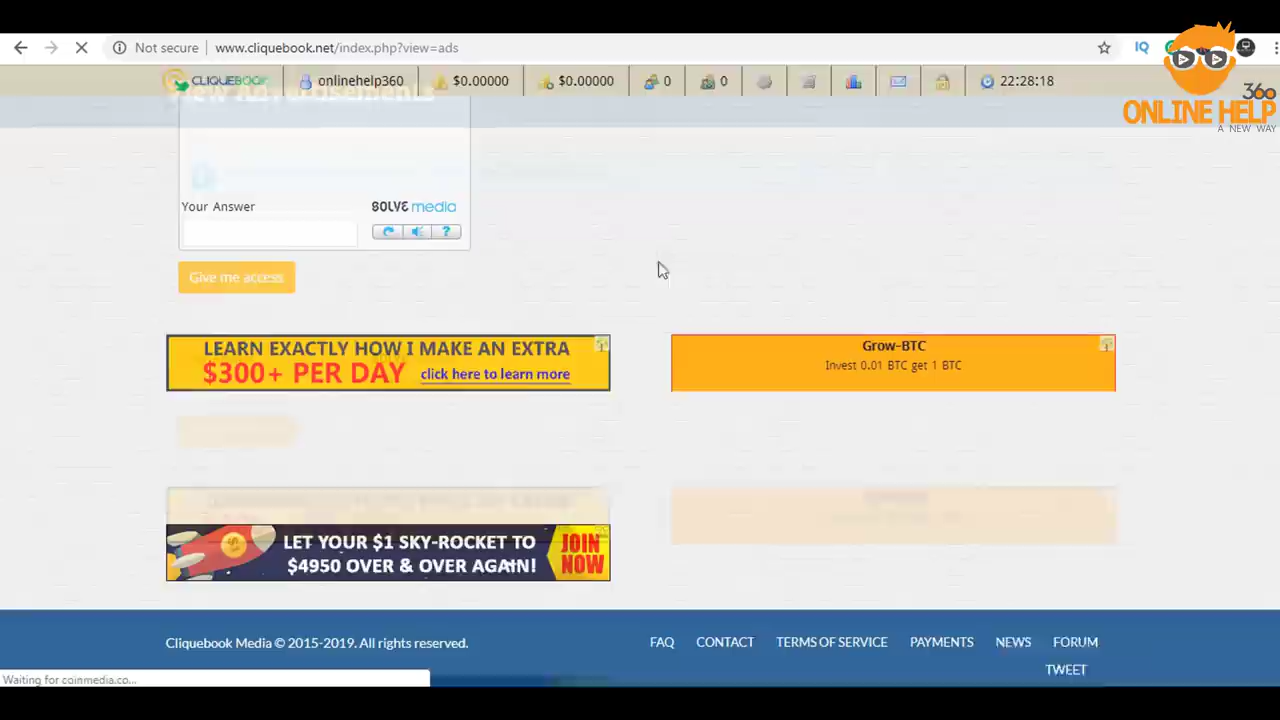 Not secure | www.cliquebook.net/index.php?view=ads
IQ
CLIQUEBOOK
onlinehelp360
$0.00000
$0.00000
0
0
22:28:18
360
ONLINE HELP
A NEW WAY
View Advertisements
Your Answer
SOLVE media
?
Give me access
LEARN EXACTLY HOW I MAKE AN EXTRA
$300+ PER DAY click here to learn more
Grow-BTC
Invest 0.01 BTC get 1 BTC
LET YOUR $1 SKY-ROCKET TO
$4950 OVER & OVER AGAIN!
JOIN
NOW
Cliquebook Media © 2015-2019. All rights reserved.
FAQ CONTACT TERMS OF SERVICE PAYMENTS NEWS FORUM
TWEET
Waiting for coinmedia.co...